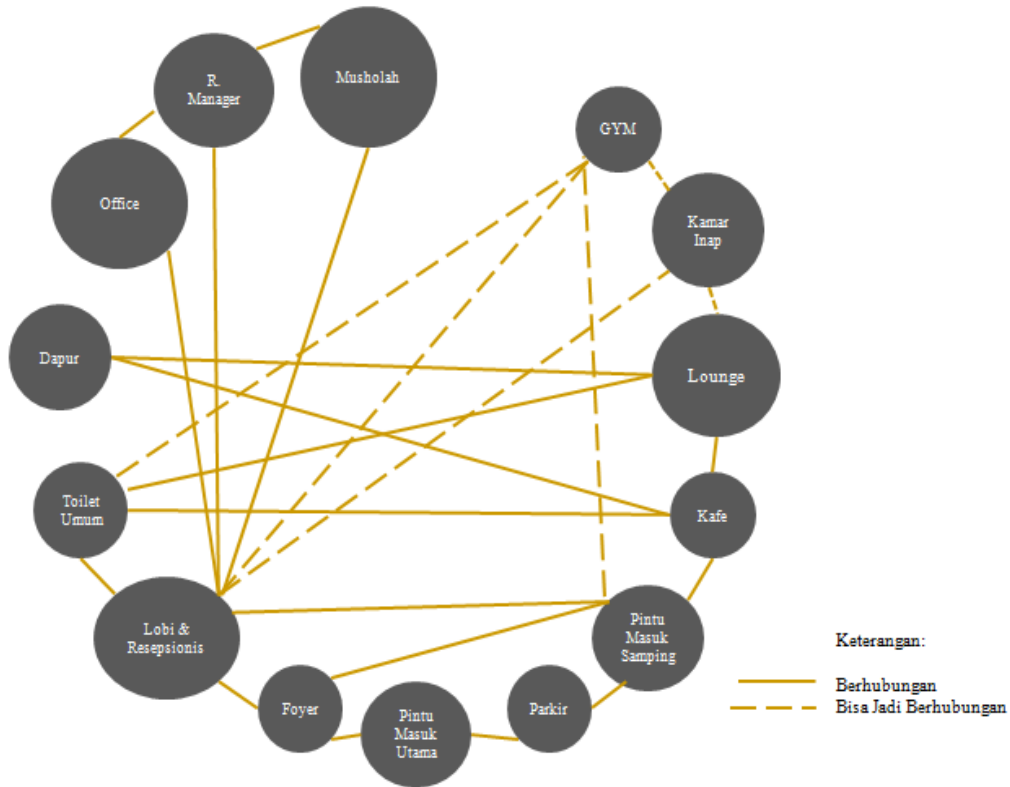 R.
Manager
Musholah
GYM
Office
Kamar
Inap
Dapur
Lounge
Toilet
Umum
Kafe
Lobi &
Resepsionis
Pintu
Masuk
Samping
Foyer
Pintu
Masuk
Utama
Parkir
Keterangan:
Berhubungan
Bisa Jadi Berhubungan